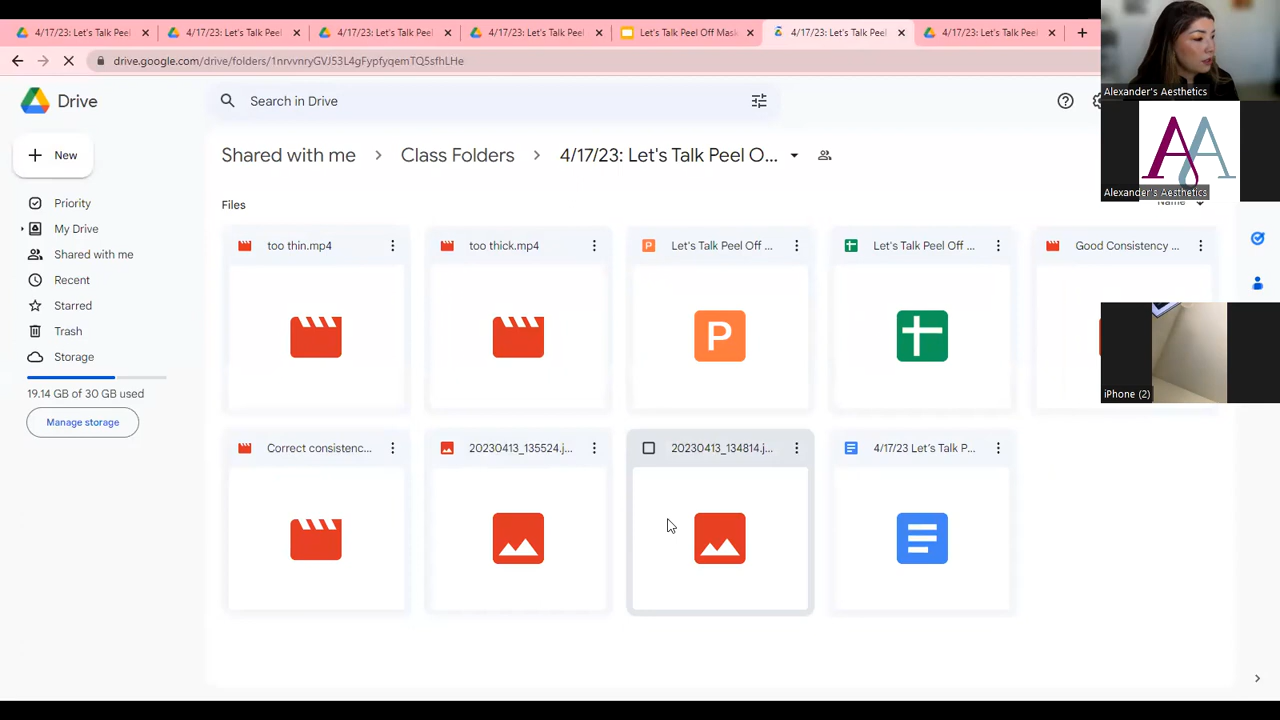 4/17/23: Let's Talk Peel
4/17/23: Let's Talk Peel
4/17/23: Let's Talk Peel
4/17/23: Let's Talk Peel
Let's Talk Peel Off Mask
4/17/23: Let's Talk Peel
4/17/23: Let's Talk Peel
drive.google.com/drive/folders/1nrvvnryGVJ53L4gFypfyqemTQ5sfhLHe
Drive
Search in Drive
Alexander's Aesthetics
New
Shared with me
Class Folders
4/17/23: Let's Talk Peel O...
AA
Alexander's Aesthetics
Priority
My Drive
Shared with me
Recent
Starred
Trash
Storage
19.14 GB of 30 GB used
Manage storage
Files
Name
too thin.mp4
too thick.mp4
Let's Talk Peel Off ...
Let's Talk Peel Off ...
Good Consistency ...
P
iPhone (2)
Correct consistenc...
20230413_135524.j...
20230413_134814.j...
4/17/23 Let's Talk P...